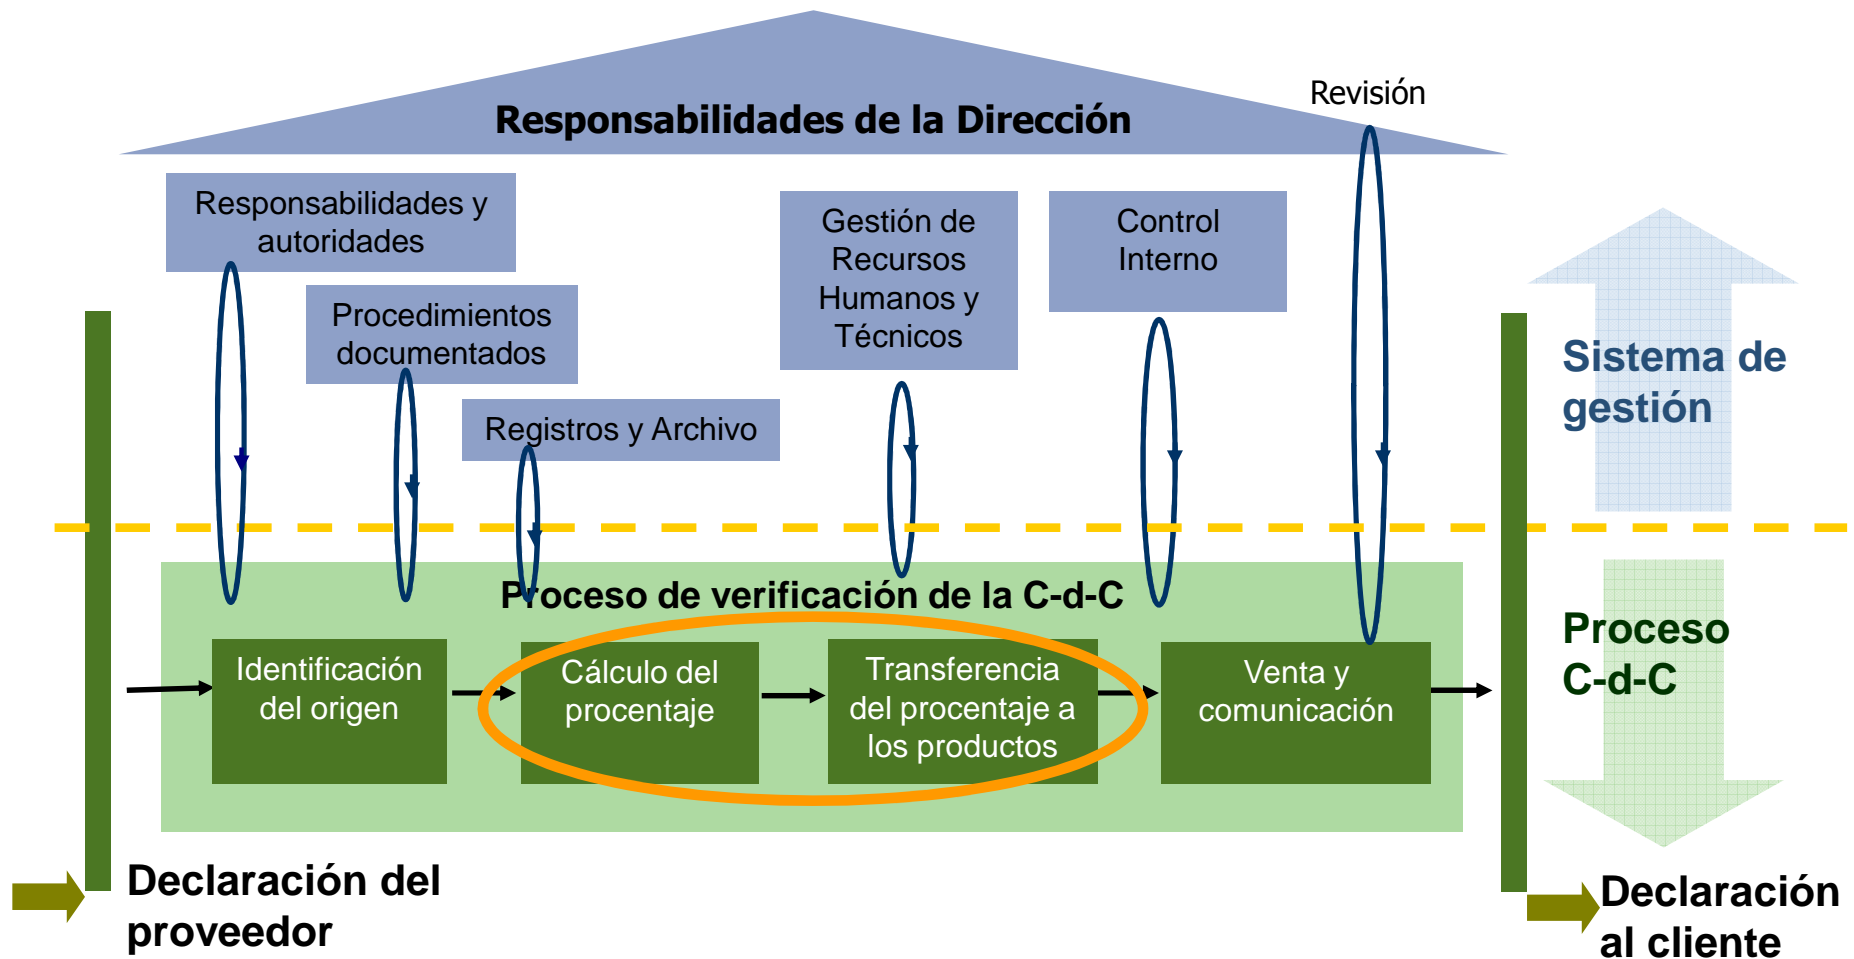 Revisión
Responsabilidades de la Dirección
Responsabilidades y
autoridades
Procedimientos
documentados
Registros y Archivo
Gestión de
Recursos
Humanos y
Técnicos
Control
Interno
Sistema de
gestión
Proceso de verificación de la C-d-C
Identificación
del origen
Cálculo del
procentaje
Transferencia
del procentaje a
los productos
Venta y
comunicación
Proceso
C-d-C
Declaración del
proveedor
Declaración
al cliente